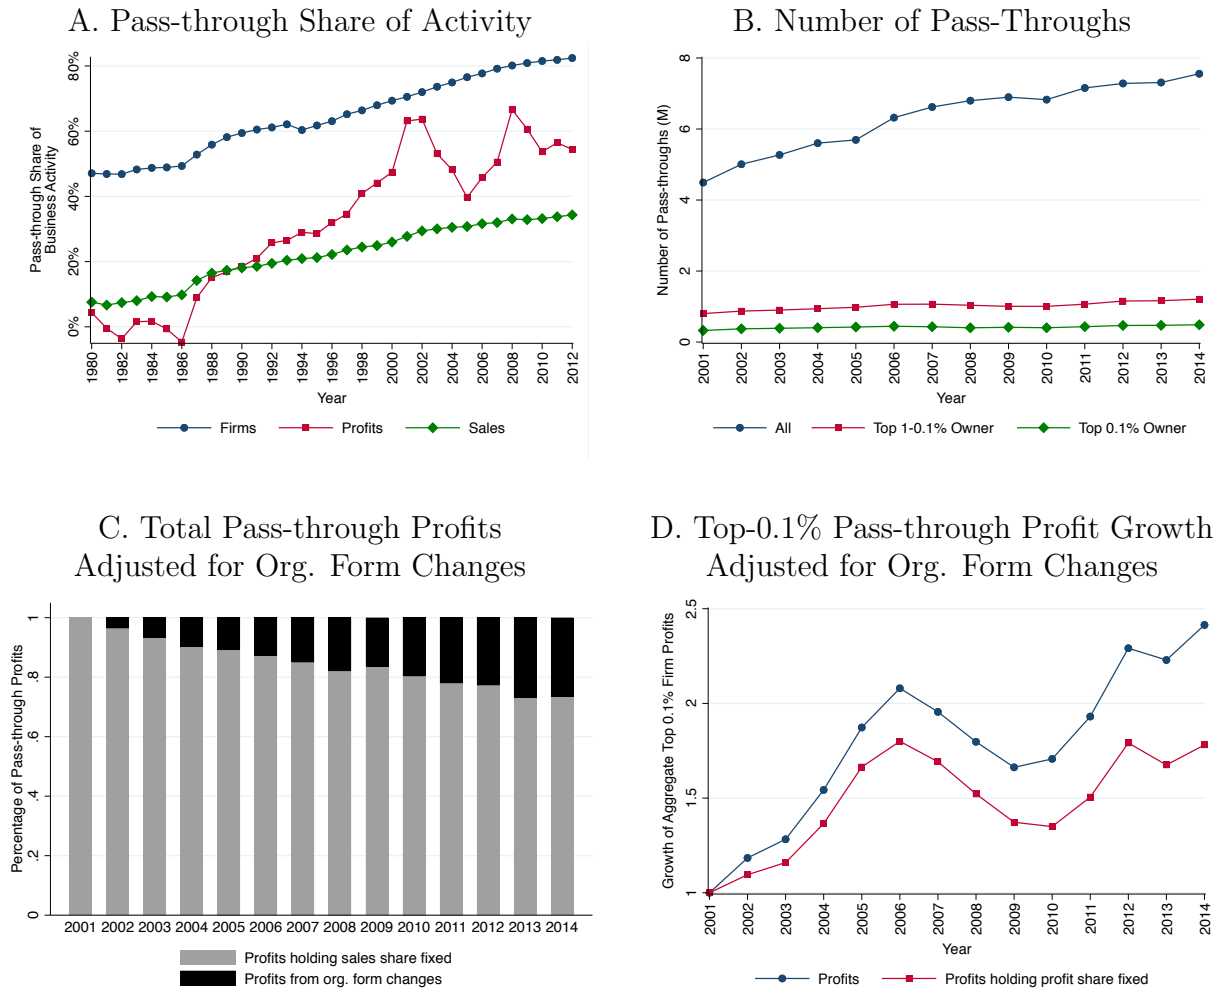 A. Pass-through Share of Activity
Pass-through Share of
Business Activity
80%
60%
40%
20%
0%
1980 1982 1984 1986 1988 1990 1992 1994 1996 1998 2000 2002 2004 2006 2008 2010 2012
Year
Firms Profits Sales
B. Number of Pass-Throughs
Number of Pass-throughs (M)
8
6
4
2
0
2001 2002 2003 2004 2005 2006 2007 2008 2009 2010 2011 2012 2013 2014
Year
All Top 1-0.1% Owner Top 0.1% Owner
C. Total Pass-through Profits
Adjusted for Org. Form Changes
Percentage of Pass-through Profits
1
.8
.6
.4
.2
0
2001 2002 2003 2004 2005 2006 2007 2008 2009 2010 2011 2012 2013 2014
Profits holding sales share fixed
Profits from org. form changes
D. Top-0.1% Pass-through Profit Growth
Adjusted for Org. Form Changes
Growth of Aggregate Top 0.1% Firm Profits
2.5
2
1.5
1
2001 2002 2003 2004 2005 2006 2007 2008 2009 2010 2011 2012 2013 2014
Year
Profits Profits holding profit share fixed